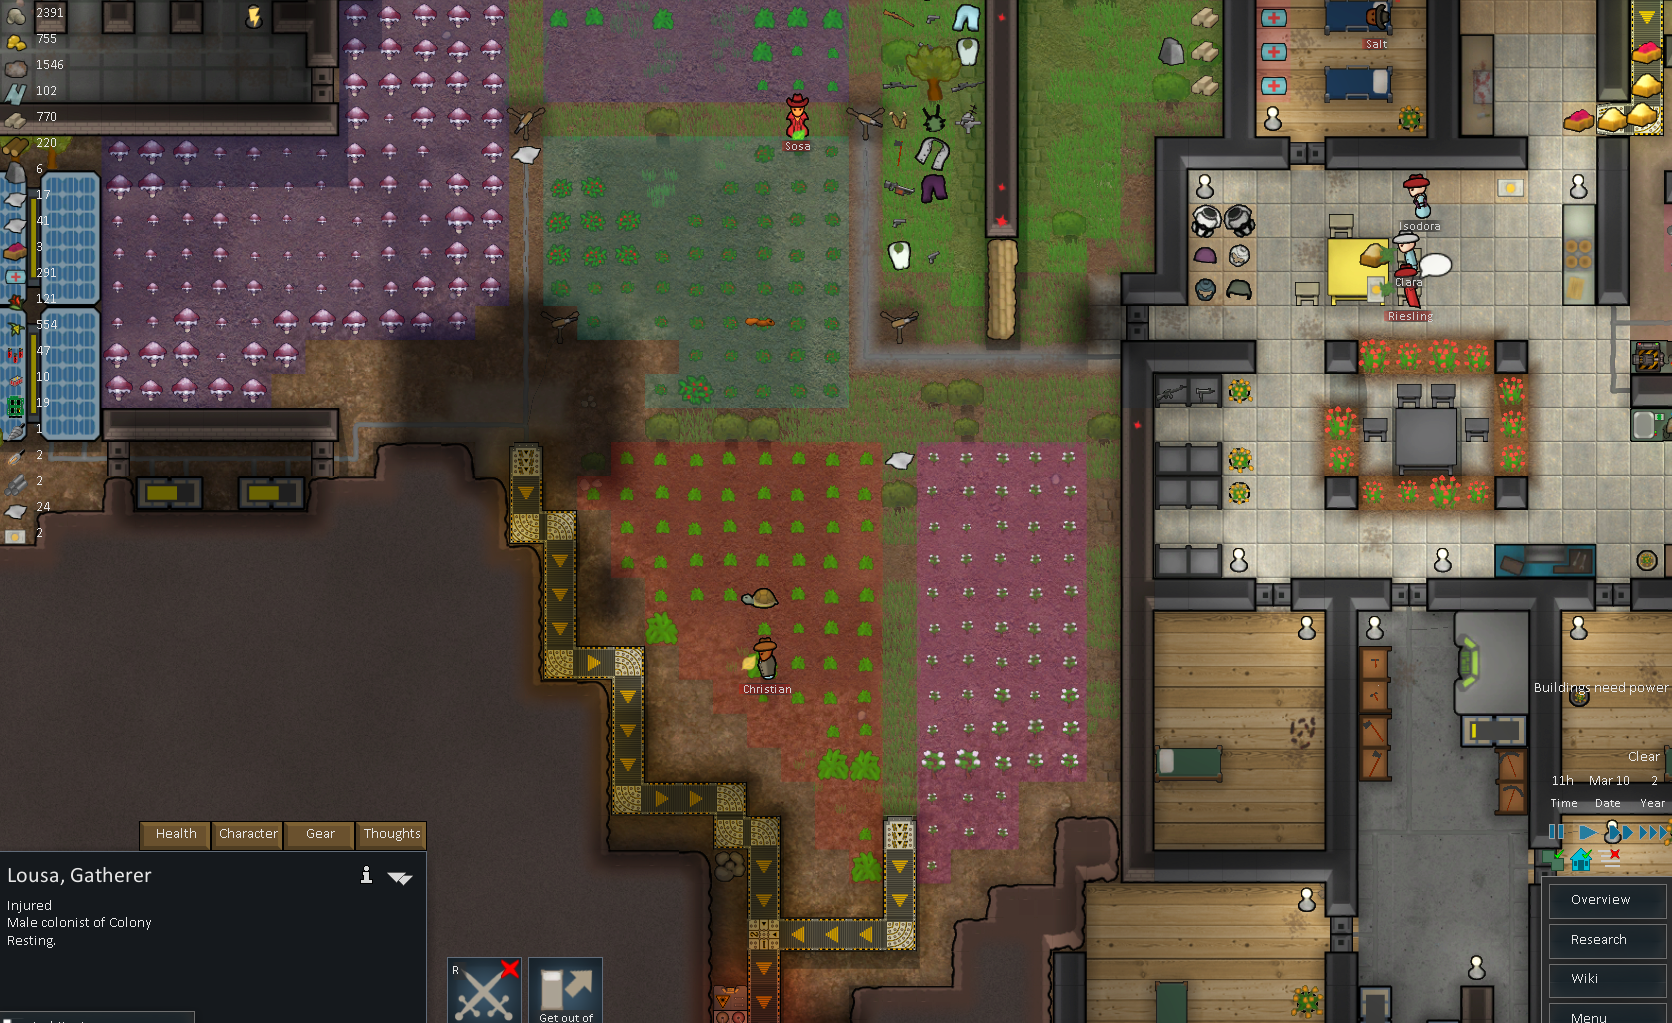 2391
755
1546
102
770
220
6
17
41
3
291
121
554
47
10
19
1
2
2
24
2
Salt
Sosa
Isodora
Clara
Riesling
Christian
Buildings need power
Clear
11h Mar 10 2
Time Date Year
Health Character Gear Thoughts
Lousa, Gatherer
Injured
Male colonist of Colony
Resting.
R
Get out of
Overview
Research
Wiki
Menu